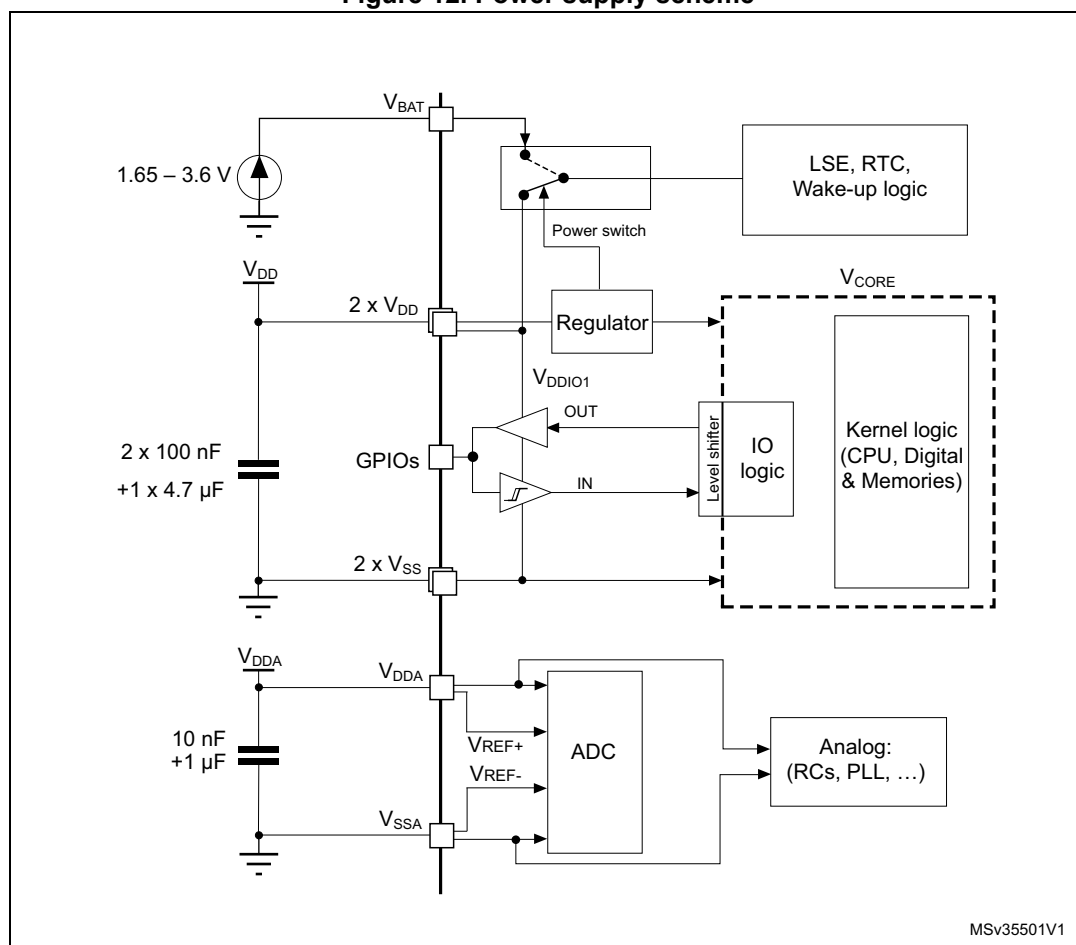 Figure 12. Power supply scheme
VBAT
1.65 – 3.6 V
LSE, RTC,
Wake-up logic
Power switch
VDD
2 x VDD
Regulator
VCORE
VDDIO1
OUT
GPIOs
IN
Level shifter
IO
logic
Kernel logic
(CPU, Digital
& Memories)
2 x 100 nF
+1 x 4.7 µF
2 x VSS
VDDA
VDDA
VREF+
VREF-
ADC
Analog:
(RCs, PLL, …)
10 nF
+1 µF
VSSA
MSv35501V1